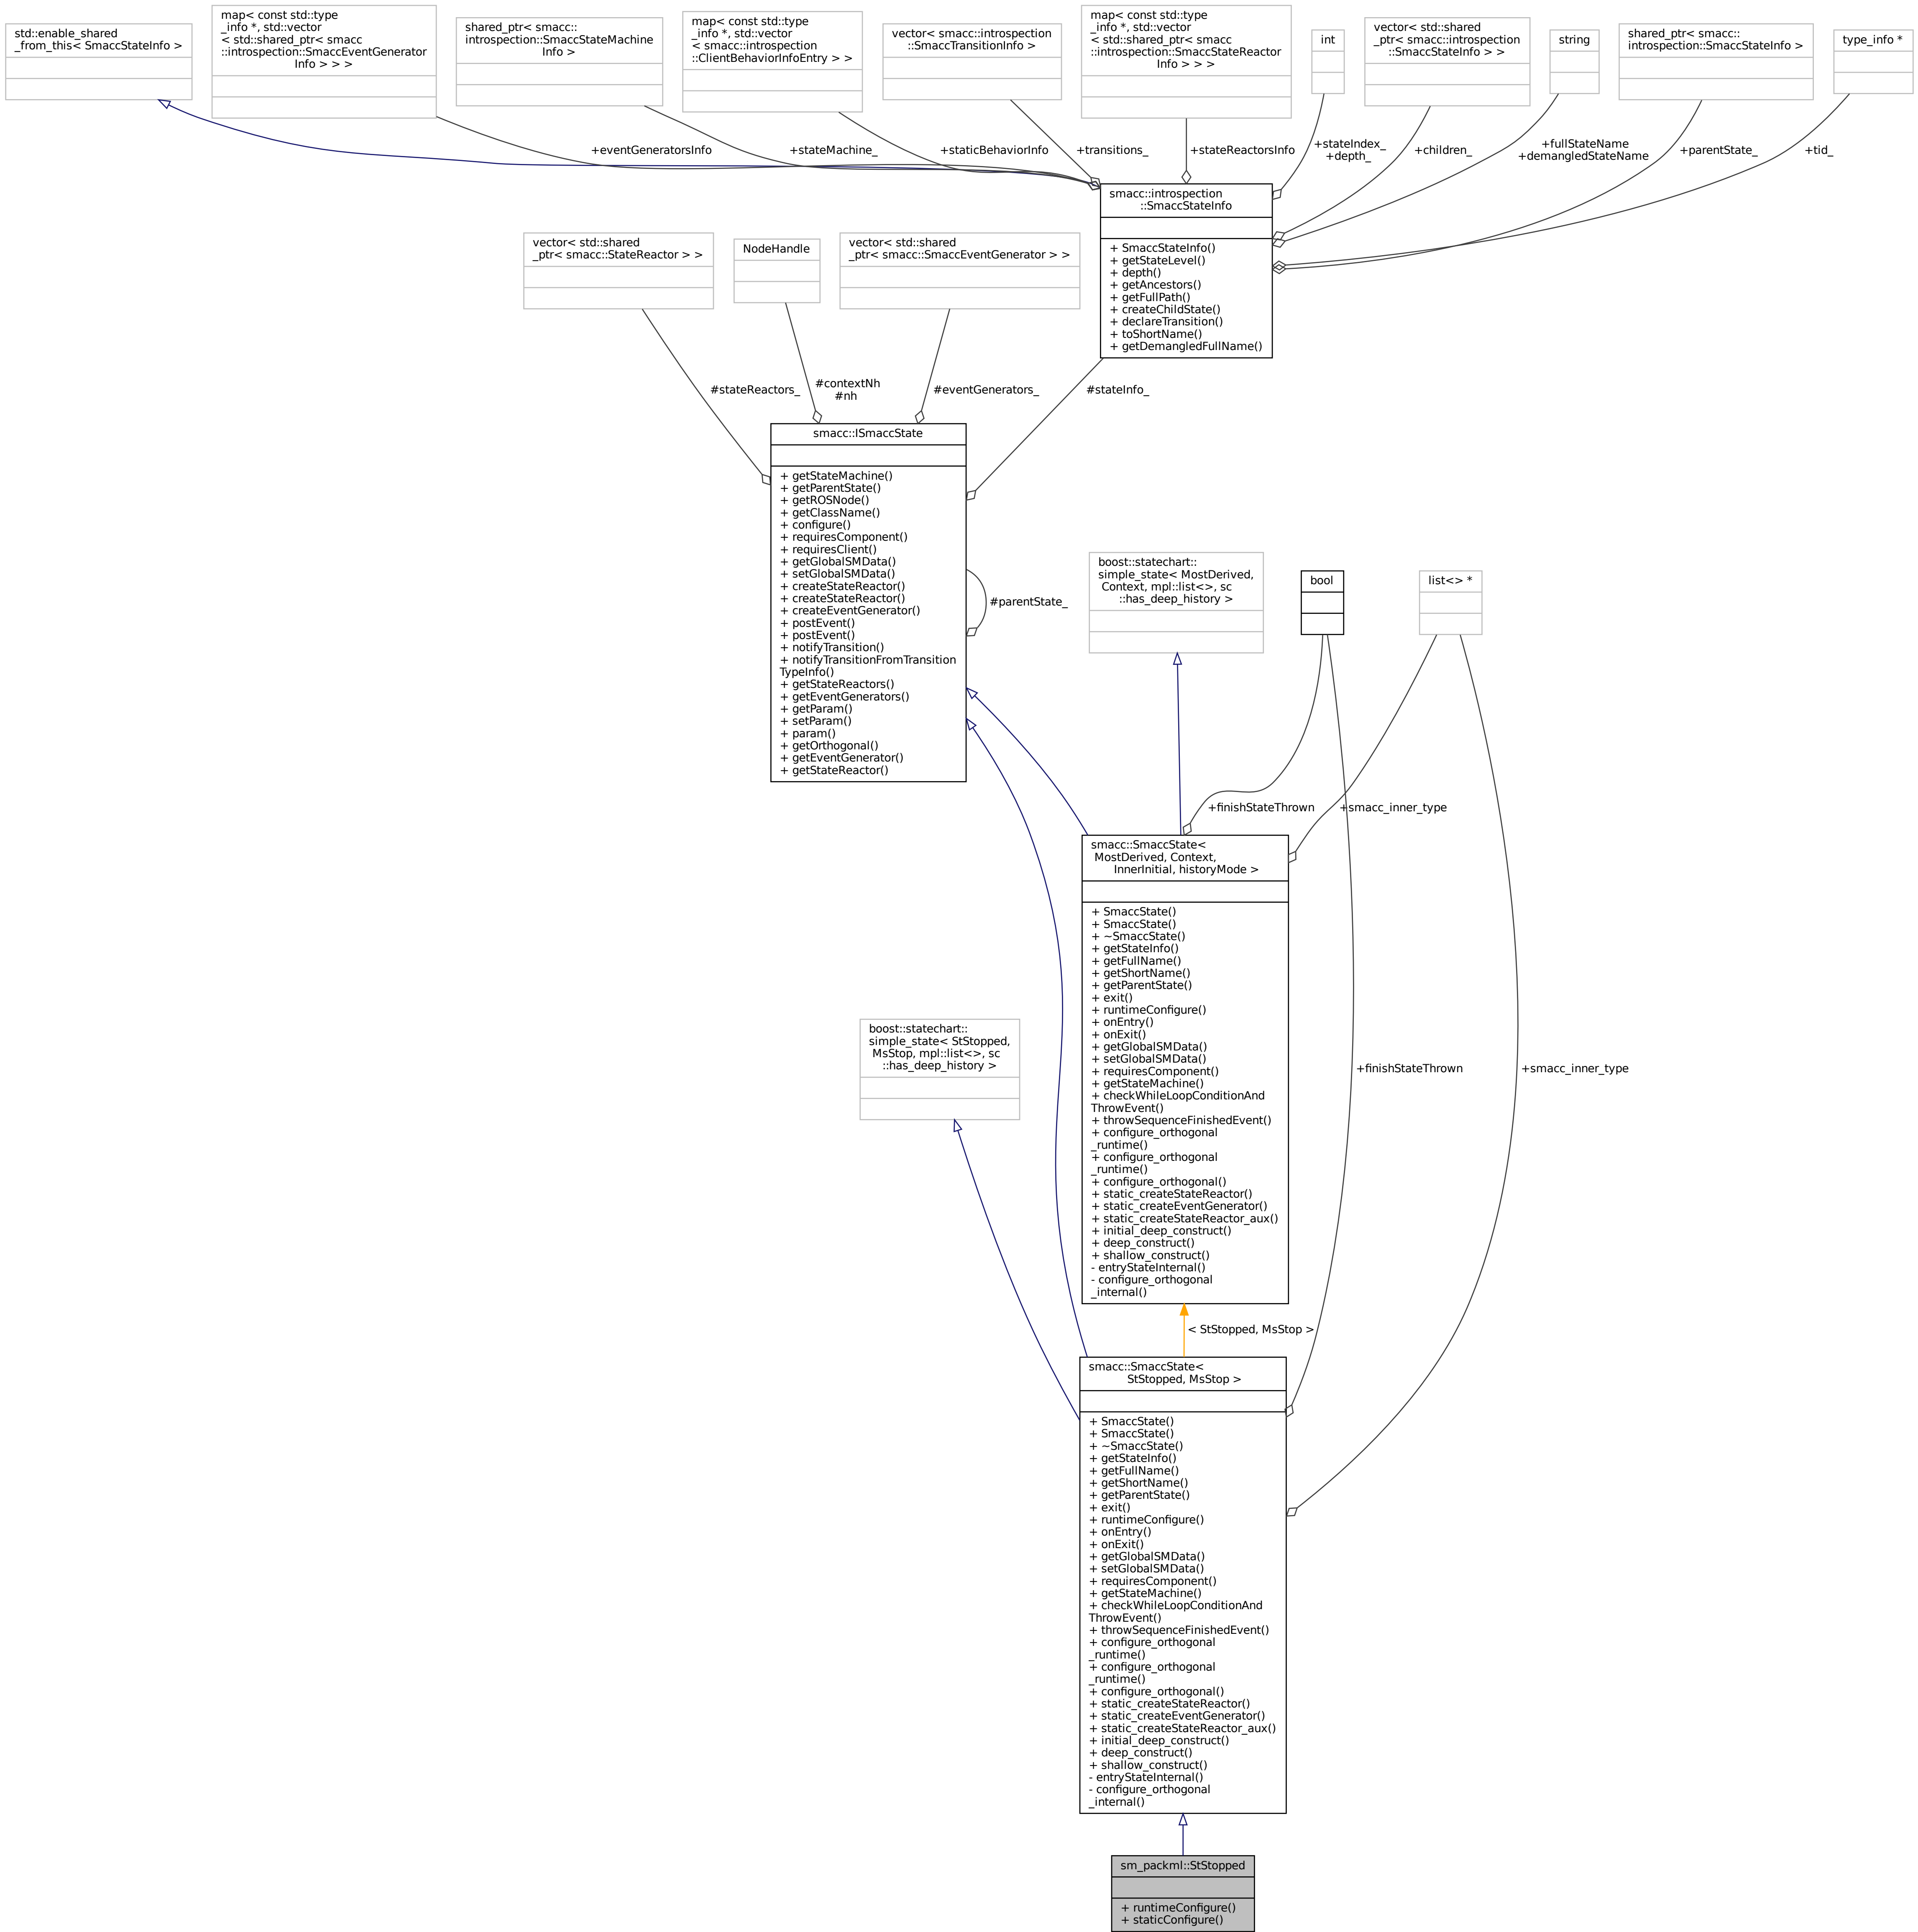 std::enable_shared
_from_this< SmaccStateInfo >
map< const std::type
_info *, std::vector
< std::shared_ptr< smacc
::introspection::SmaccEventGenerator
Info > > >
shared_ptr< smacc::
introspection::SmaccStateMachine
Info >
map< const std::type
_info *, std::vector
< smacc::introspection
::ClientBehaviorInfoEntry > >
vector< smacc::introspection
::SmaccTransitionInfo >
map< const std::type
_info *, std::vector
< std::shared_ptr< smacc
::introspection::SmaccStateReactor
Info > > >
int
vector< std::shared
_ptr< smacc::introspection
::SmaccStateInfo > >
string
shared_ptr< smacc::
introspection::SmaccStateInfo >
type_info *
+eventGeneratorsInfo
+stateMachine_
+staticBehaviorInfo
+transitions_
+stateReactorsInfo
+stateIndex_
+depth_
+children_
+fullStateName
+demangledStateName
+parentState_
+tid_
smacc::introspection
::SmaccStateInfo
+ SmaccStateInfo()
+ getStateLevel()
+ depth()
+ getAncestors()
+ getFullPath()
+ createChildState()
+ declareTransition()
+ toShortName()
+ getDemangledFullName()
vector< std::shared
_ptr< smacc::StateReactor > >
NodeHandle
vector< std::shared
_ptr< smacc::SmaccEventGenerator > >
#stateReactors_
#contextNh
#nh
#eventGenerators_
#stateInfo_
smacc::ISmaccState
+ getStateMachine()
+ getParentState()
+ getROSNode()
+ getClassName()
+ configure()
+ requiresComponent()
+ requiresClient()
+ getGlobalSMData()
+ setGlobalSMData()
+ createStateReactor()
+ createStateReactor()
+ createEventGenerator()
+ postEvent()
+ postEvent()
+ notifyTransition()
+ notifyTransitionFromTransition
TypeInfo()
+ getStateReactors()
+ getEventGenerators()
+ getParam()
+ setParam()
+ param()
+ getOrthogonal()
+ getEventGenerator()
+ getStateReactor()
#parentState_
boost::statechart::
simple_state< MostDerived,
Context, mpl::list<>, sc
::has_deep_history >
bool
list<> *
+finishStateThrown
+smacc_inner_type
smacc::SmaccState<
MostDerived, Context,
InnerInitial, historyMode >
+ SmaccState()
+ SmaccState()
+ ~SmaccState()
+ getStateInfo()
+ getFullName()
+ getShortName()
+ getParentState()
+ exit()
+ runtimeConfigure()
+ onEntry()
+ onExit()
+ getGlobalSMData()
+ setGlobalSMData()
+ requiresComponent()
+ getStateMachine()
+ checkWhileLoopConditionAnd
ThrowEvent()
+ throwSequenceFinishedEvent()
+ configure_orthogonal
_runtime()
+ configure_orthogonal
_runtime()
+ configure_orthogonal()
+ static_createStateReactor()
+ static_createEventGenerator()
+ static_createStateReactor_aux()
+ initial_deep_construct()
+ deep_construct()
+ shallow_construct()
- entryStateInternal()
- configure_orthogonal
_internal()
boost::statechart::
simple_state< StStopped,
MsStop, mpl::list<>, sc
::has_deep_history >
+finishStateThrown
+smacc_inner_type
< StStopped, MsStop >
smacc::SmaccState<
StStopped, MsStop >
+ SmaccState()
+ SmaccState()
+ ~SmaccState()
+ getStateInfo()
+ getFullName()
+ getShortName()
+ getParentState()
+ exit()
+ runtimeConfigure()
+ onEntry()
+ onExit()
+ getGlobalSMData()
+ setGlobalSMData()
+ requiresComponent()
+ getStateMachine()
+ checkWhileLoopConditionAnd
ThrowEvent()
+ throwSequenceFinishedEvent()
+ configure_orthogonal
_runtime()
+ configure_orthogonal
_runtime()
+ configure_orthogonal()
+ static_createStateReactor()
+ static_createEventGenerator()
+ static_createStateReactor_aux()
+ initial_deep_construct()
+ deep_construct()
+ shallow_construct()
- entryStateInternal()
- configure_orthogonal
_internal()
sm_packml::StStopped
+ runtimeConfigure()
+ staticConfigure()